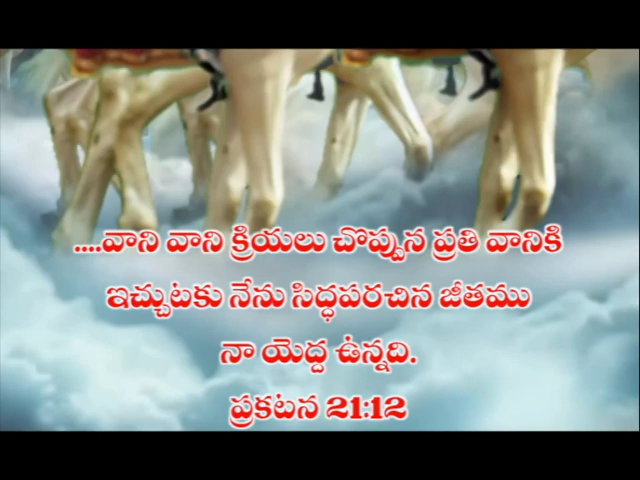 ....వాని వాని క్రియలు చొప్పున ప్రతి వానికి
ఇచ్చుటకు నేను సిద్ధపరచిన జీతము
నా యెద్ద ఉన్నది.
ప్రకటన 21:12